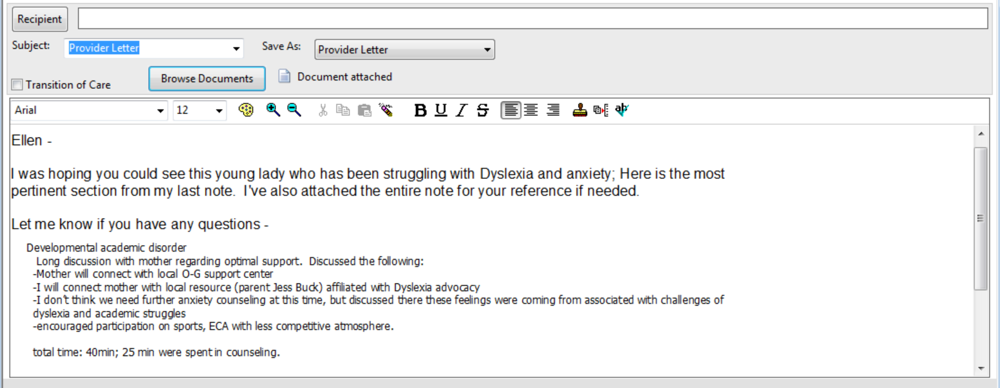 Recipient
Subject: Provider Letter Save As: Provider Letter
Transition of Care Browse Documents Document attached
Arial 12 B U I S ab
Ellen -
I was hoping you could see this young lady who has been struggling with Dyslexia and anxiety; Here is the most
pertinent section from my last note.  I've also attached the entire note for your reference if needed.
Let me know if you have any questions -
Developmental academic disorder
Long discussion with mother regarding optimal support.  Discussed the following:
-Mother will connect with local O-G support center
-I will connect mother with local resource (parent Jess Buck) affiliated with Dyslexia advocacy
-I don't think we need further anxiety counseling at this time, but discussed there these feelings were coming from associated with challenges of
dyslexia and academic struggles
-encouraged participation on sports, ECA with less competitive atmosphere.
total time: 40min; 25 min were spent in counseling.